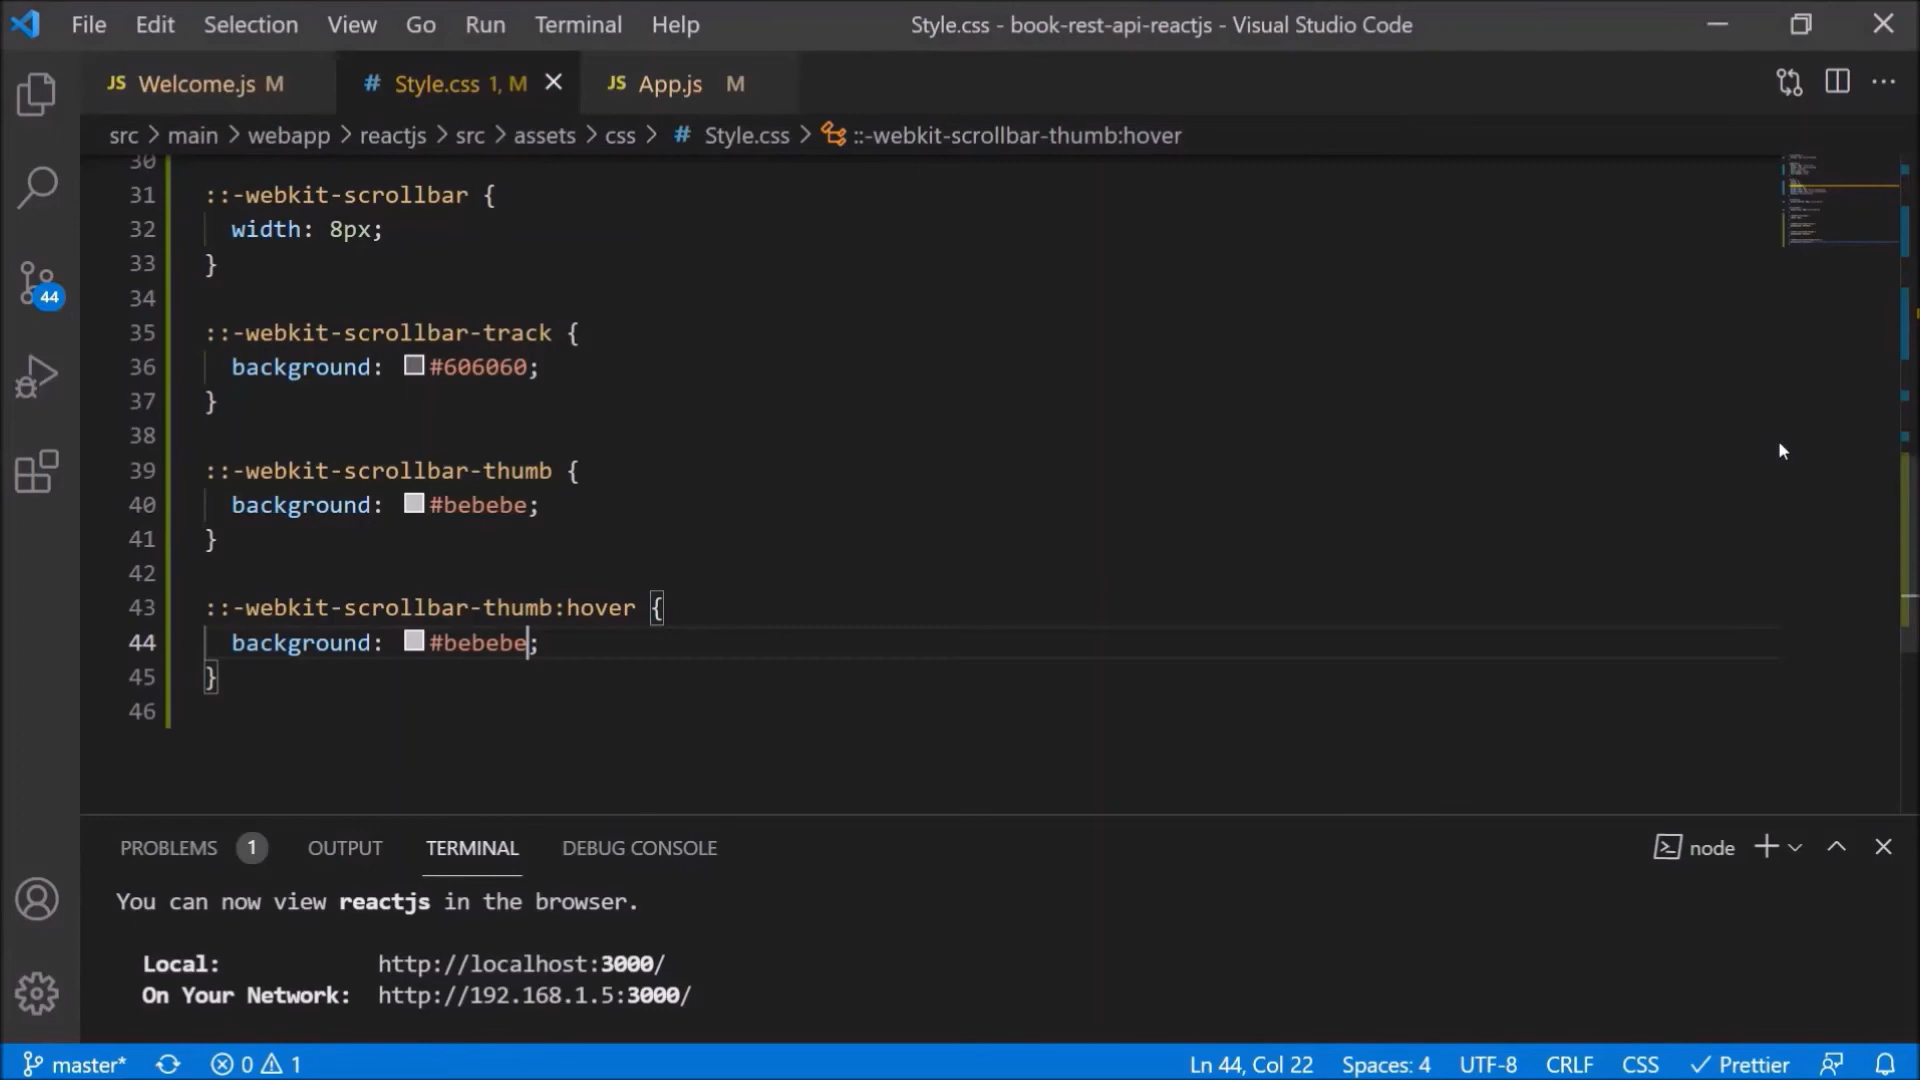 File Edit Selection View Go Run Terminal Help Style.css - book-rest-api-reactjs - Visual Studio Code
JS Welcome.js M # Style.css 1, M JS App.js M
src > main > webapp > reactjs > src > assets > css > # Style.css > ::-webkit-scrollbar-thumb:hover
30
31 ::-webkit-scrollbar {
32 width: 8px;
33 }
34
35 ::-webkit-scrollbar-track {
36 background: #606060;
37 }
38
39 ::-webkit-scrollbar-thumb {
40 background: #bebebe;
41 }
42
43 ::-webkit-scrollbar-thumb:hover {
44 background: #bebebe;
45 }
46
44
PROBLEMS 1 OUTPUT TERMINAL DEBUG CONSOLE node
You can now view reactjs in the browser.
Local: http://localhost:3000/
On Your Network: http://192.168.1.5:3000/
master* 0 1 Ln 44, Col 22 Spaces: 4 UTF-8 CRLF CSS Prettier